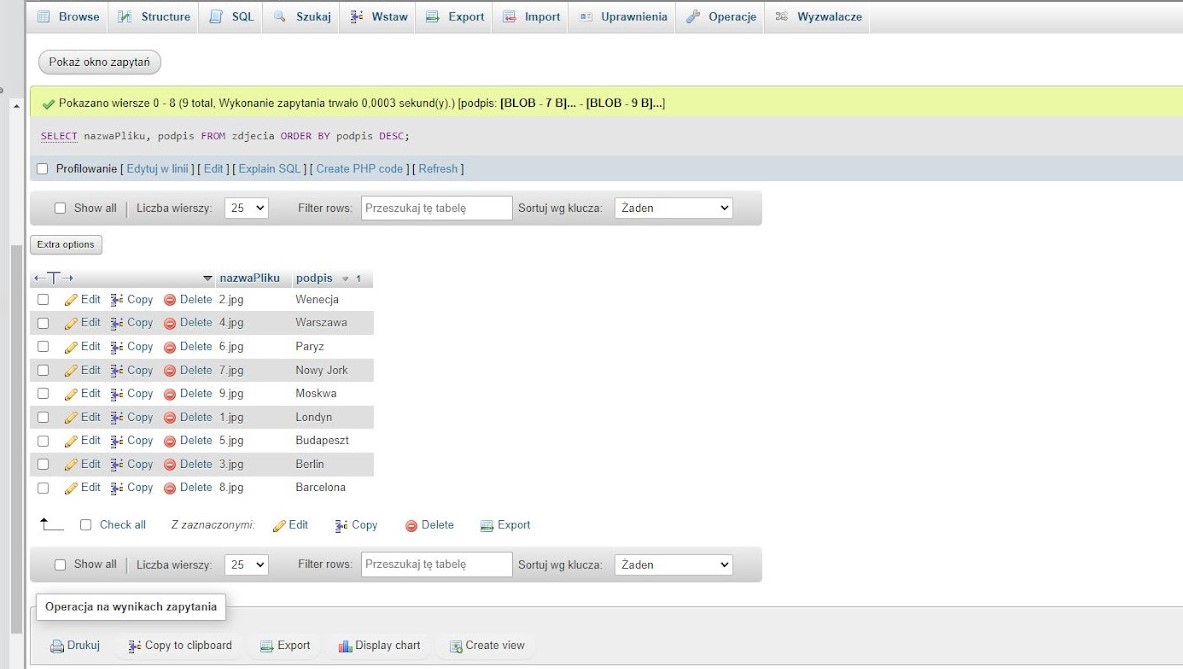 Browse Structure SQL Szukaj Wstaw Export Import Uprawnienia Operacje Wyzwalacze
Pokaż okno zapytań
Pokazano wiersze 0 - 8 (9 total, Wykonanie zapytania trwało 0,0003 sekund(y).) [podpis: [BLOB - 7 B]... - [BLOB - 9 B]...]
SELECT nazwaPliku, podpis FROM zdjecia ORDER BY podpis DESC;
Profilowanie [ Edytuj w linii ] [ Edit ] [ Explain SQL ] [ Create PHP code ] [ Refresh ]
Show all Liczba wierszy: 25 Filter rows: Przeszukaj tę tabelę Sortuj wg klucza: Żaden
Extra options
nazwaPliku podpis 1
Edit Copy Delete 2.jpg Wenecja
Edit Copy Delete 4.jpg Warszawa
Edit Copy Delete 6.jpg Paryz
Edit Copy Delete 7.jpg Nowy Jork
Edit Copy Delete 9.jpg Moskwa
Edit Copy Delete 1.jpg Londyn
Edit Copy Delete 5.jpg Budapeszt
Edit Copy Delete 3.jpg Berlin
Edit Copy Delete 8.jpg Barcelona
Check all Z zaznaczonymi: Edit Copy Delete Export
Show all Liczba wierszy: 25 Filter rows: Przeszukaj tę tabelę Sortuj wg klucza: Żaden
Operacja na wynikach zapytania
Drukuj Copy to clipboard Export Display chart Create view